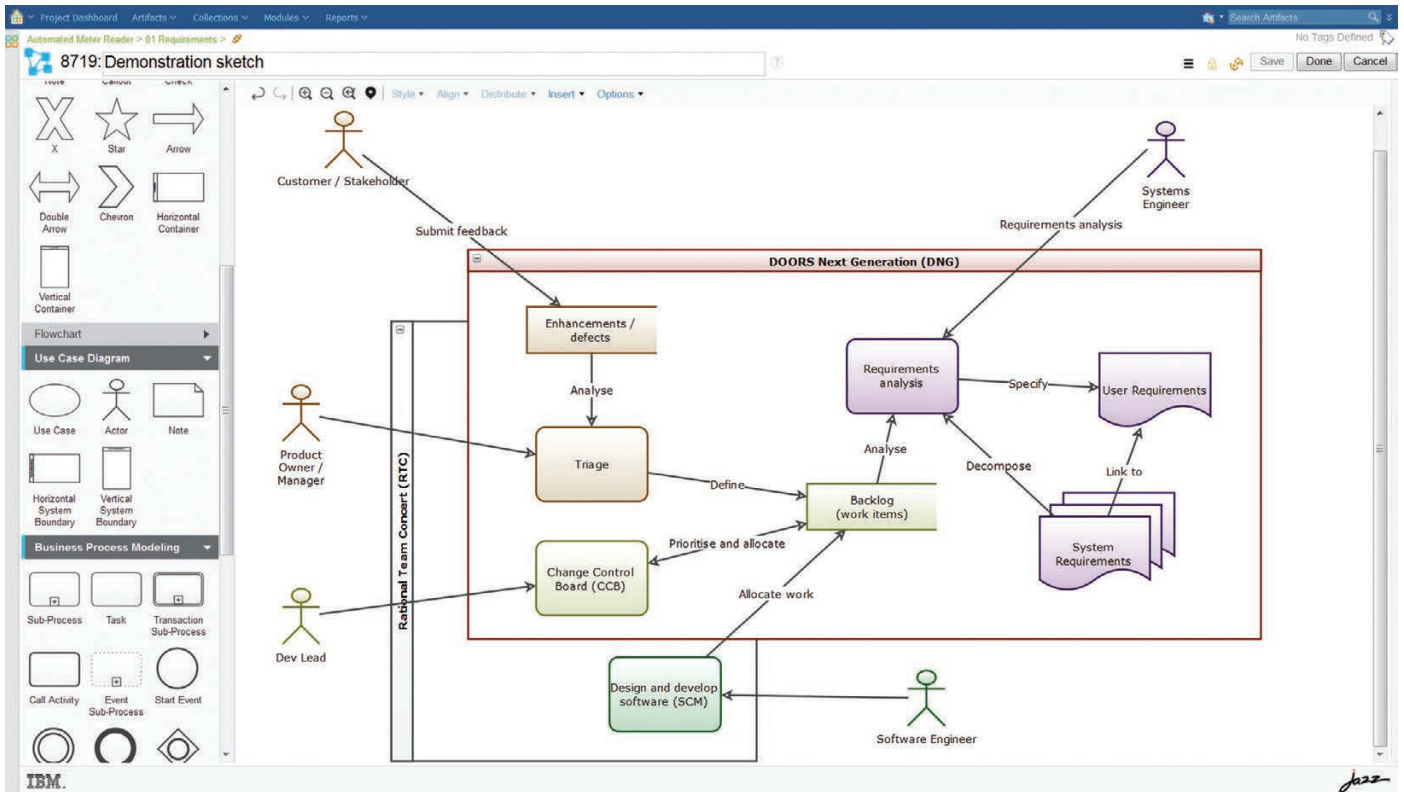 Project Dashboard Artifacts Collections Modules Reports
Search Artifacts
Automated Meter Reader > 01 Requirements >
No Tags Defined
8719: Demonstration sketch
Save Done Cancel
Note Callout Check
Style Align Distribute Insert Options
X Star Arrow
Double
Arrow
Chevron
Horizontal
Container
Vertical
Container
Flowchart
Use Case Diagram
Use Case Actor Note
Horizontal
System
Boundary
Vertical
System
Boundary
Business Process Modeling
Sub-Process Task Transaction
Sub-Process
Call Activity Event
Sub-Process
Start Event
Customer / Stakeholder
Submit feedback
Systems
Engineer
Requirements analysis
DOORS Next Generation (DNG)
Rational Team Concert (RTC)
Enhancements /
defects
Analyse
Product
Owner /
Manager
Triage
Define
Requirements
analysis
Specify
User Requirements
Analyse
Decompose
Link to
Backlog
(work items)
System
Requirements
Prioritise and allocate
Change Control
Board (CCB)
Allocate work
Dev Lead
Design and develop
software (SCM)
Software Engineer
IBM.
jazz